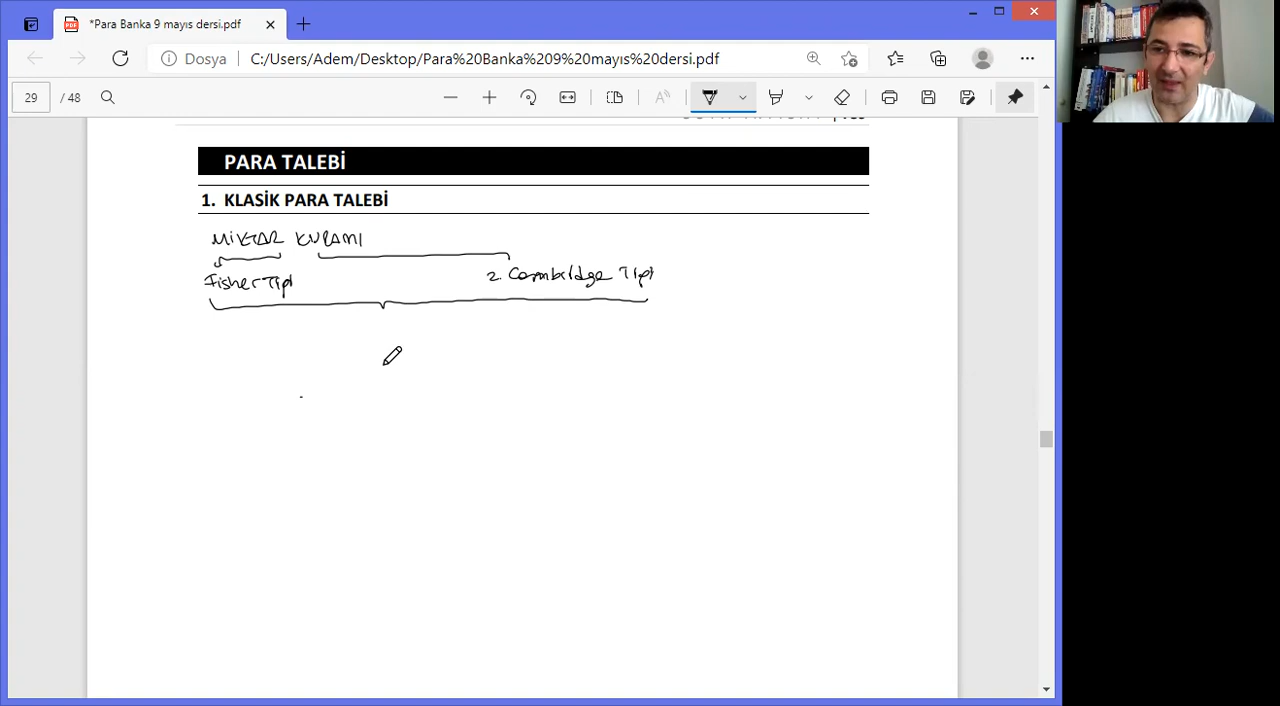 *Para Banka 9 mayıs dersi.pdf
Dosya C:/Users/Adem/Desktop/Para%20Banka%209%20mayıs%20dersi.pdf
29 / 48
PARA TALEBİ
1. KLASİK PARA TALEBİ
MİKTAR KURAMI
Fisher Tipi 2. Cambridge Tipi